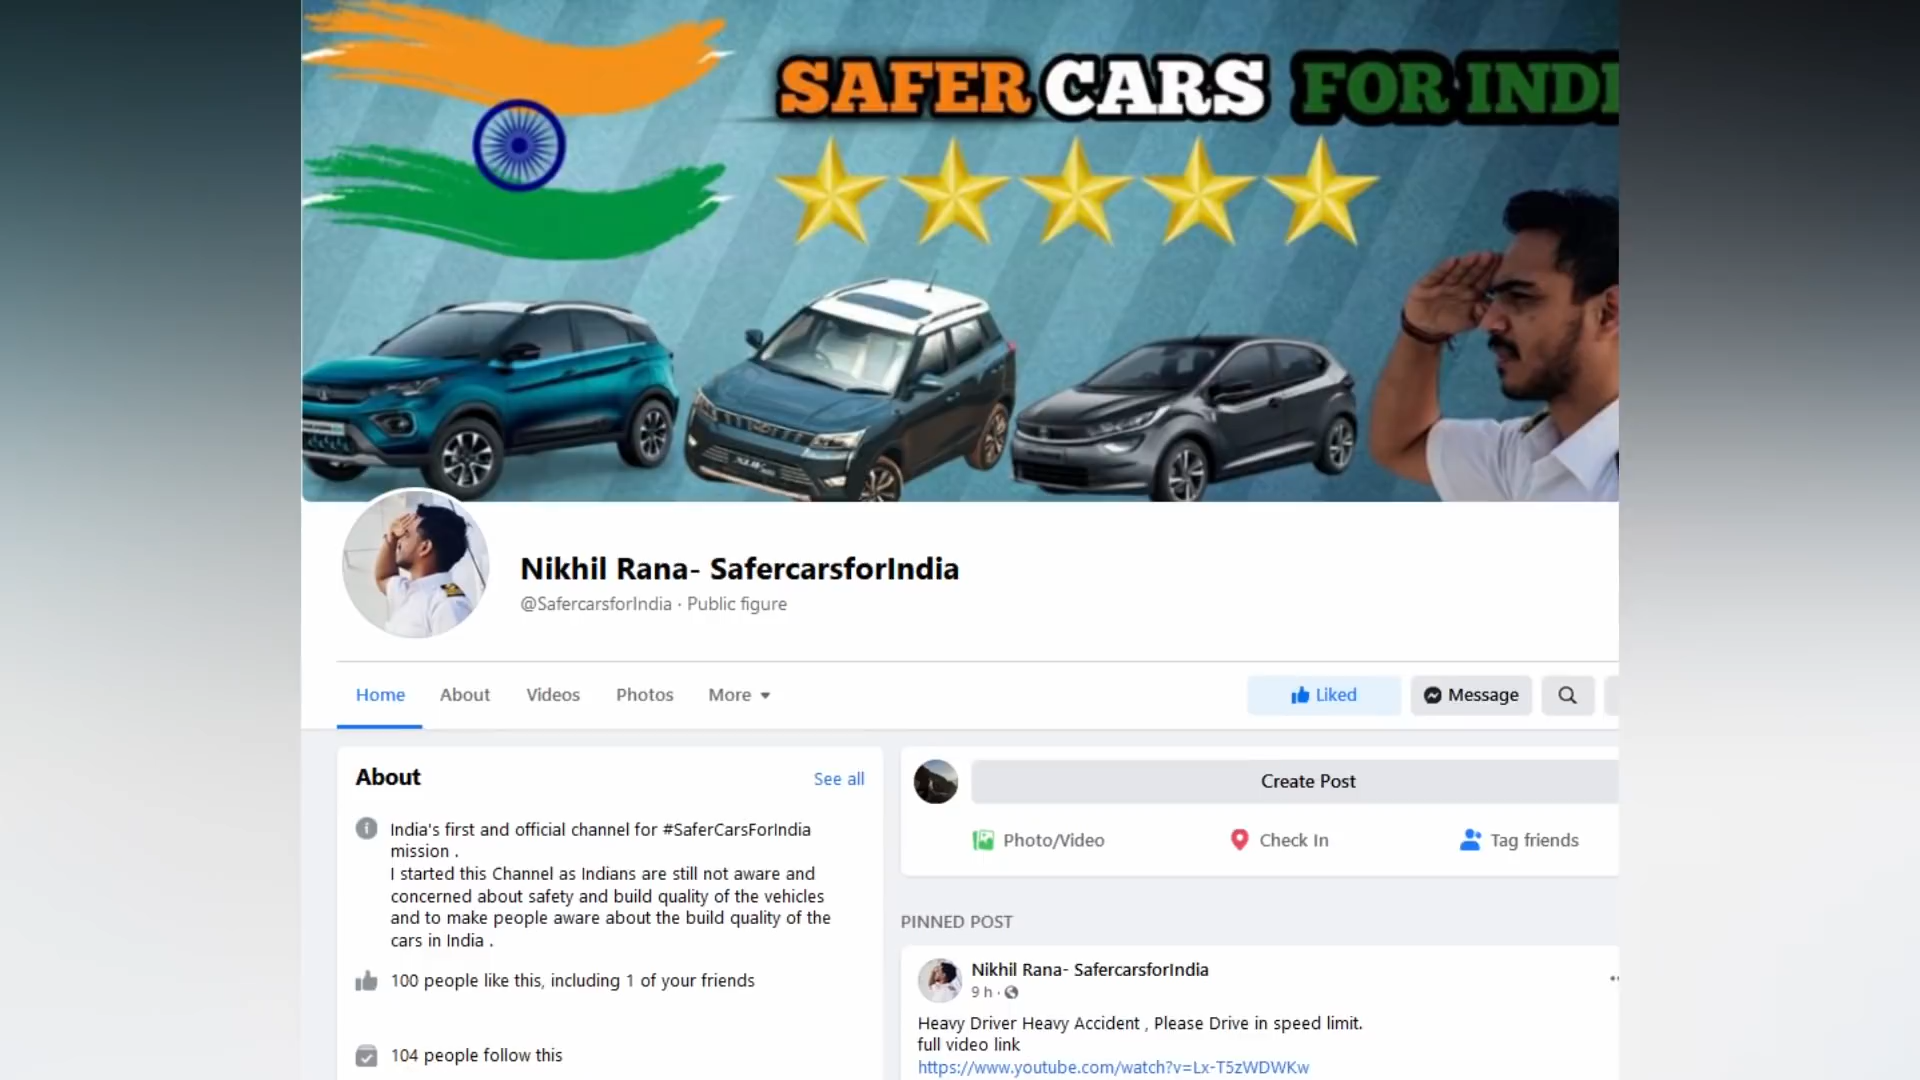 SAFER CARS FOR INDI
Nikhil Rana- SafercarsforIndia
@SafercarsforIndia · Public figure
Home About Videos Photos More
Liked Message
About See all
India's first and official channel for #SaferCarsForIndia
mission .
I started this Channel as Indians are still not aware and
concerned about safety and build quality of the vehicles
and to make people aware about the build quality of the
cars in India .
100 people like this, including 1 of your friends
104 people follow this
Create Post
Photo/Video Check In Tag friends
PINNED POST
Nikhil Rana- SafercarsforIndia
9 h ·
Heavy Driver Heavy Accident , Please Drive in speed limit.
full video link
https://www.youtube.com/watch?v=Lx-T5zWDWKw